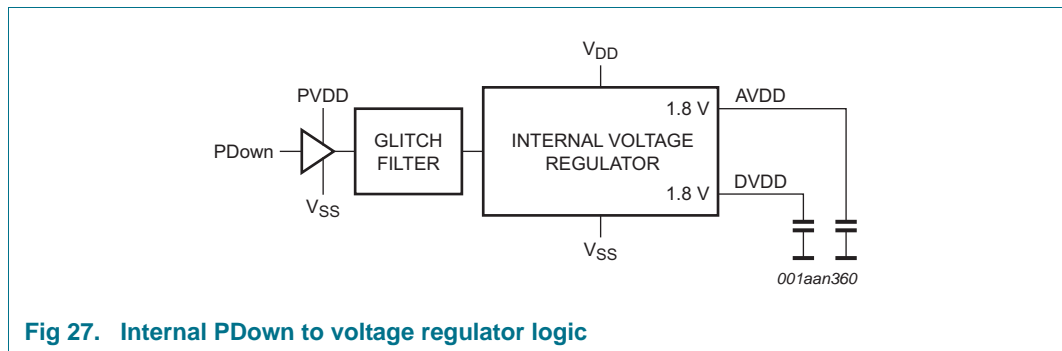 VDD
PVDD
1.8 V
AVDD
PDown
GLITCH
FILTER
INTERNAL VOLTAGE
REGULATOR
1.8 V
DVDD
VSS
VSS
001aan360
Fig 27. Internal PDown to voltage regulator logic